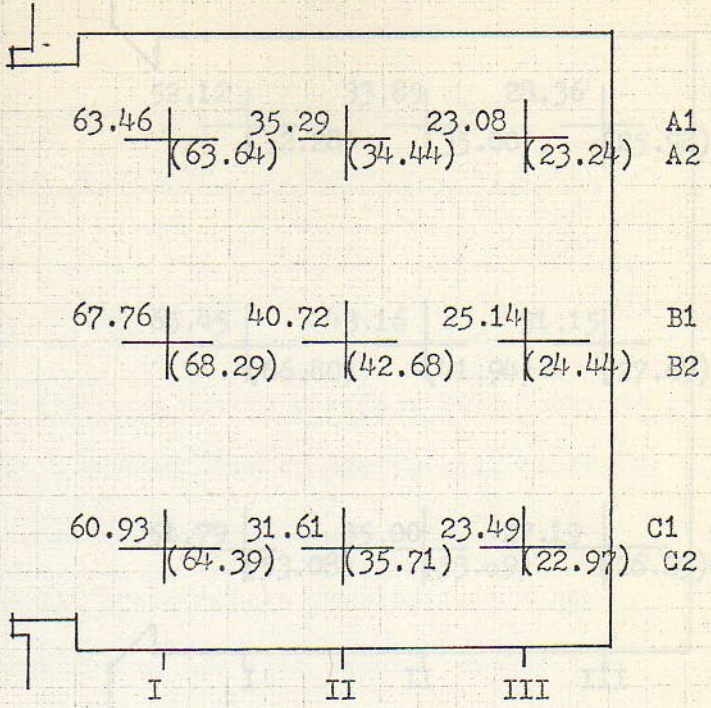 63.46 35.29 23.08 A1
(63.64) (34.44) (23.24) A2
67.76 40.72 25.14 B1
(68.29) (42.68) (24.44) B2
60.93 31.61 23.49 C1
(64.39) (35.71) (22.97) C2
I II III